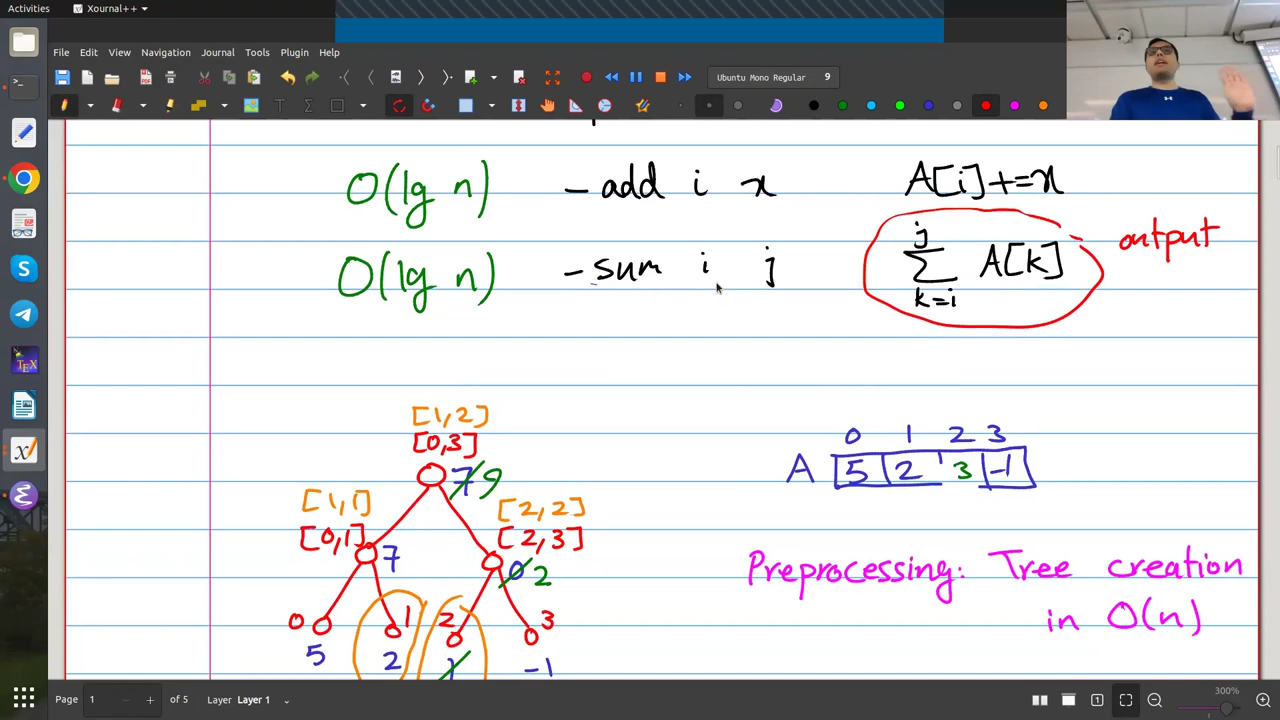 Activities Xournal++
File Edit View Navigation Journal Tools Plugin Help
Ubuntu Mono Regular 9
O(lg n) - add i x A[i]+=x
O(lg n) - sum i j j ∑ k=i A[k] output
[1,2]
[0,3]
7 9
[1,1] [2,2]
[0,1] [2,3]
7 0 2
0 1 2 3
5 2 1 -1
0 1 2 3
A 5 2 3 -1
Preprocessing: Tree creation
in O(n)
Page 1 of 5 Layer Layer 1 300%